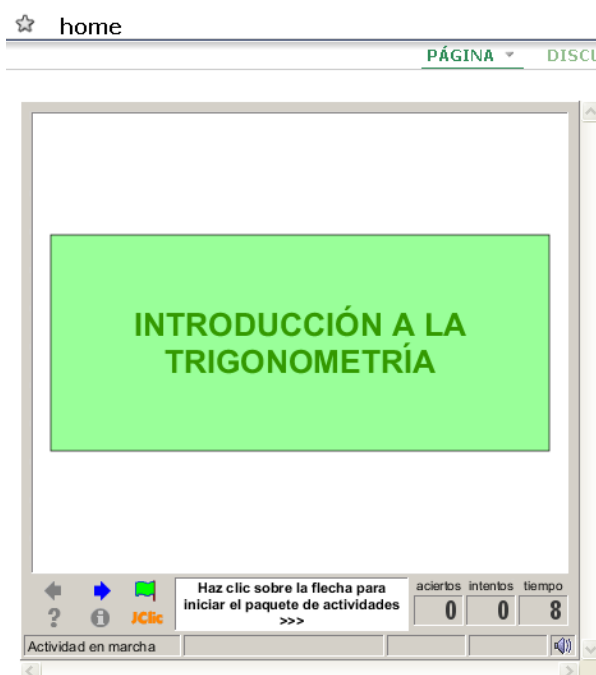 home
PÁGINA
INTRODUCCIÓN A LA
TRIGONOMETRÍA
Haz clic sobre la flecha para
iniciar el paquete de actividades
>>>
aciertos intentos tiempo
0 0 8
? i JClic
Actividad en marcha